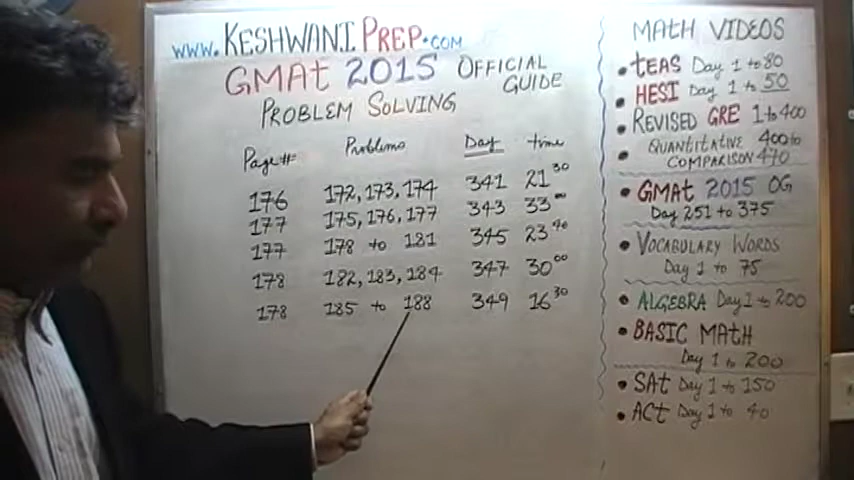 www.KESHWANIPREP.com
GMAt 2015 OFFICIAL GUIDE
PROBLEM SOLVING
Page# Problems Day time
176 172, 173, 174 341 21 30
177 175, 176, 177 343 33 00
177 178 to 181 345 23 40
178 182, 183, 184 347 30 00
178 185 to 188 349 16 30
MATH VIDEOS
• tEAS Day 1 to 80
• HESI Day 1 to 50
• REVISED GRE 1 to 400
• QUANTITATIVE 400 to
COMPARISON 470
• GMAt 2015 OG
Day 251 to 375
• VOCABULARY WORDS
Day 1 to 75
• ALGEBRA Day 1 to 200
• BASIC MATH
Day 1 to 200
• SAt Day 1 to 150
• ACt Day 1 to 40